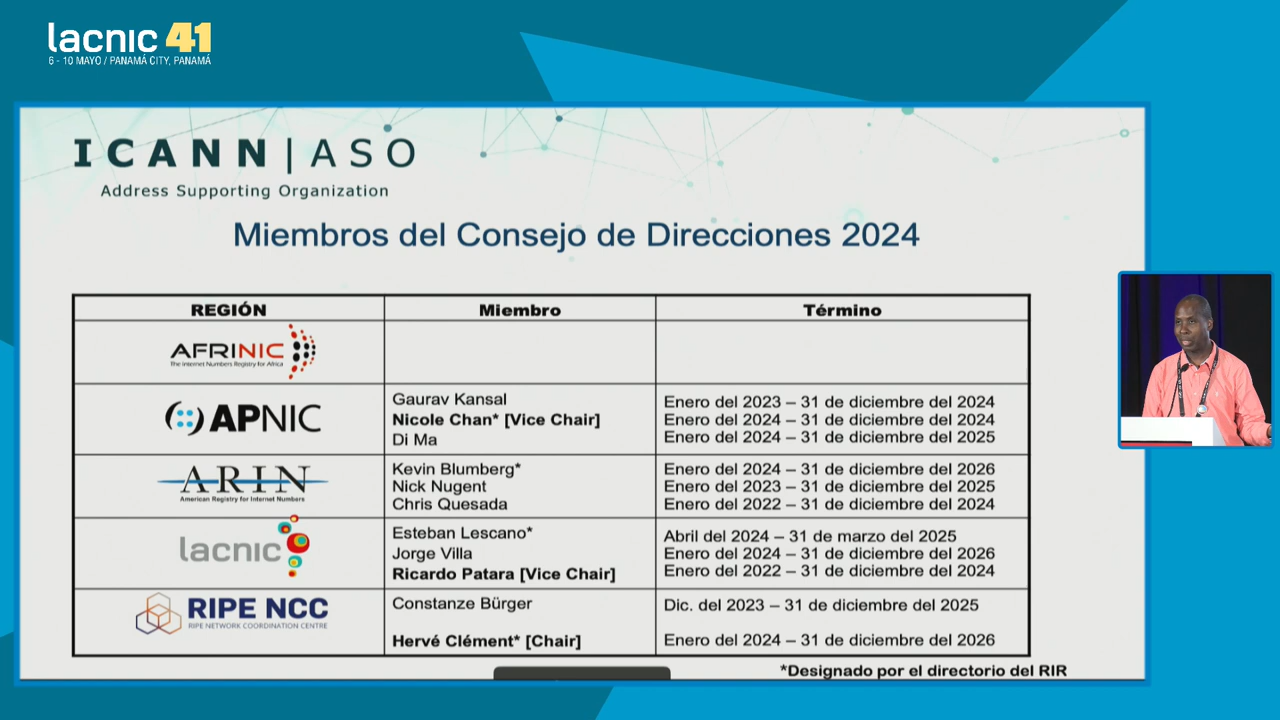 lacnic 41
6 - 10 MAYO / PANAMÁ CITY, PANAMÁ
ICANN|ASO
Address Supporting Organization
Miembros del Consejo de Direcciones 2024
REGIÓN Miembro Término
AFRINIC
The Internet Numbers Registry for Africa
APNIC
Gaurav Kansal Enero del 2023 – 31 de diciembre del 2024
Nicole Chan* [Vice Chair] Enero del 2024 – 31 de diciembre del 2024
Di Ma Enero del 2024 – 31 de diciembre del 2025
ARIN
American Registry for Internet Numbers
Kevin Blumberg* Enero del 2024 – 31 de diciembre del 2026
Nick Nugent Enero del 2023 – 31 de diciembre del 2025
Chris Quesada Enero del 2022 – 31 de diciembre del 2024
lacnic
Esteban Lescano* Abril del 2024 – 31 de marzo del 2025
Jorge Villa Enero del 2024 – 31 de diciembre del 2026
Ricardo Patara [Vice Chair] Enero del 2022 – 31 de diciembre del 2024
RIPE NCC
RIPE NETWORK COORDINATION CENTRE
Constanze Bürger Dic. del 2023 – 31 de diciembre del 2025
Hervé Clément* [Chair] Enero del 2024 – 31 de diciembre del 2026
*Designado por el directorio del RIR